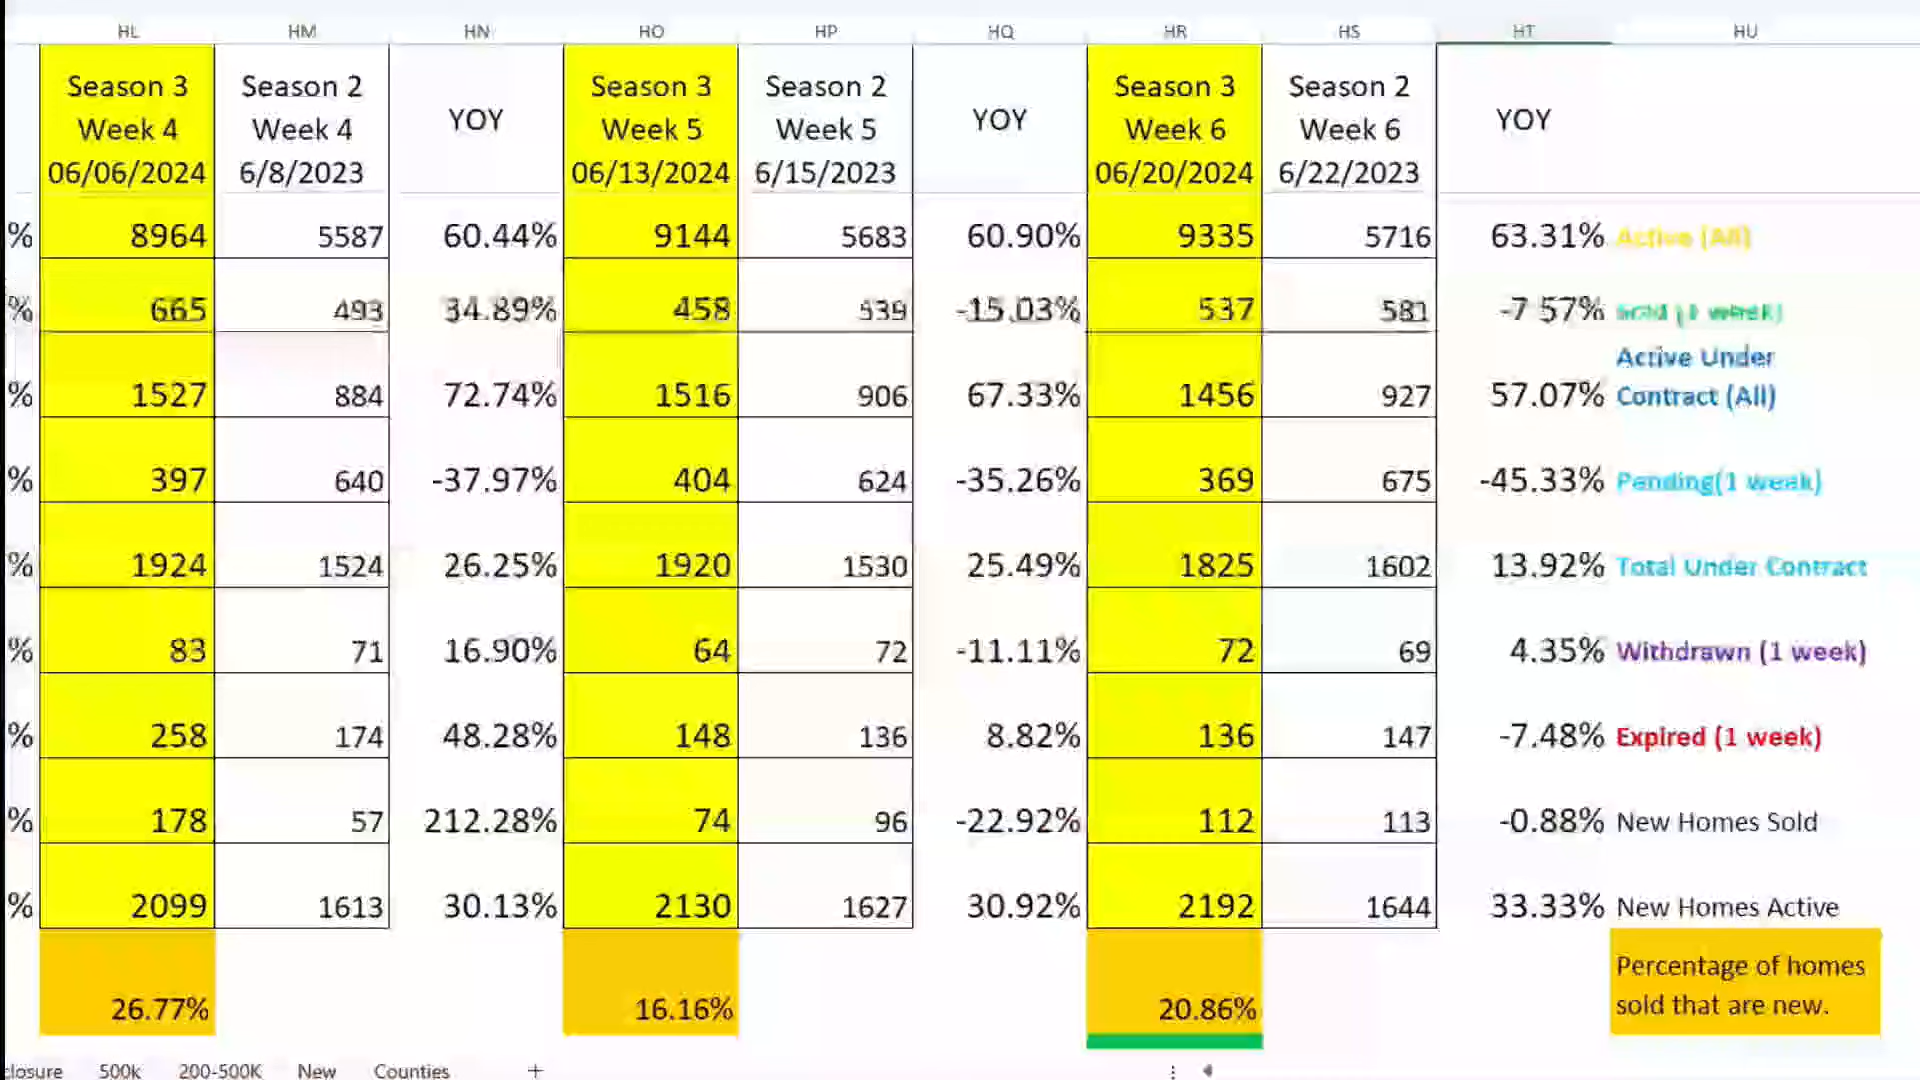 HL HM HN HO HP HQ HR HS HT HU
Season 3 Season 2 Season 3 Season 2 Season 3 Season 2
Week 4 Week 4 YOY Week 5 Week 5 YOY Week 6 Week 6 YOY
06/06/2024 6/8/2023 06/13/2024 6/15/2023 06/20/2024 6/22/2023
% 8964 5587 60.44% 9144 5683 60.90% 9335 5716 63.31% Active (All)
% 665 493 34.89% 458 539 -15.03% 537 581 -7.57% Sold (1 week)
Active Under
% 1527 884 72.74% 1516 906 67.33% 1456 927 57.07% Contract (All)
% 397 640 -37.97% 404 624 -35.26% 369 675 -45.33% Pending(1 week)
% 1924 1524 26.25% 1920 1530 25.49% 1825 1602 13.92% Total Under Contract
% 83 71 16.90% 64 72 -11.11% 72 69 4.35% Withdrawn (1 week)
% 258 174 48.28% 148 136 8.82% 136 147 -7.48% Expired (1 week)
% 178 57 212.28% 74 96 -22.92% 112 113 -0.88% New Homes Sold
% 2099 1613 30.13% 2130 1627 30.92% 2192 1644 33.33% New Homes Active
Percentage of homes
26.77% 16.16% 20.86% sold that are new.
closure 500k 200-500K New Counties +